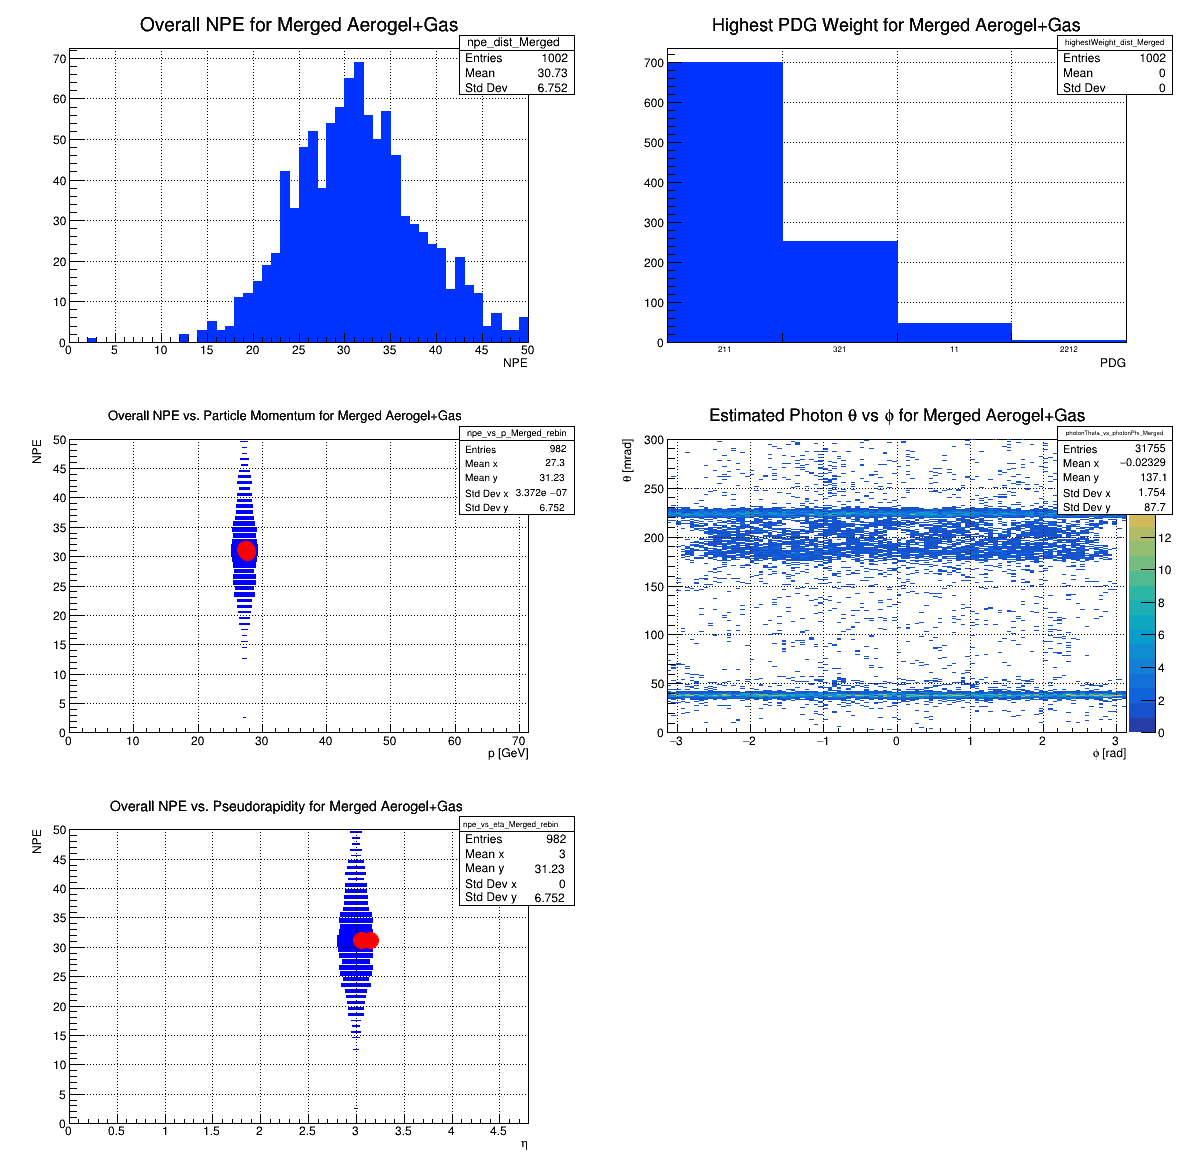 Overall NPE for Merged Aerogel+Gas
npe_dist_Merged
Entries 1002
Mean 30.73
Std Dev 6.752
70
60
50
40
30
20
10
0
0 5 10 15 20 25 30 35 40 45 50
NPE
Highest PDG Weight for Merged Aerogel+Gas
highestWeight_dist_Merged
Entries 1002
Mean 0
Std Dev 0
700
600
500
400
300
200
100
0
211 321 11 2212
PDG
Overall NPE vs. Particle Momentum for Merged Aerogel+Gas
npe_vs_p_Merged_rebin
Entries 982
Mean x 27.3
Mean y 31.23
Std Dev x 3.372e −07
Std Dev y 6.752
NPE
50
45
40
35
30
25
20
15
10
5
0
0 10 20 30 40 50 60 70
p [GeV]
Estimated Photon θ vs ϕ for Merged Aerogel+Gas
photonTheta_vs_photonPhi_Merged
Entries 31755
Mean x −0.02329
Mean y 137.1
Std Dev x 1.754
Std Dev y 87.7
θ [mrad]
300
250
200
150
100
50
0
−3 −2 −1 0 1 2 3
ϕ [rad]
12
10
8
6
4
2
0
Overall NPE vs. Pseudorapidity for Merged Aerogel+Gas
npe_vs_eta_Merged_rebin
Entries 982
Mean x 3
Mean y 31.23
Std Dev x 0
Std Dev y 6.752
NPE
50
45
40
35
30
25
20
15
10
5
0
0 0.5 1 1.5 2 2.5 3 3.5 4 4.5
η